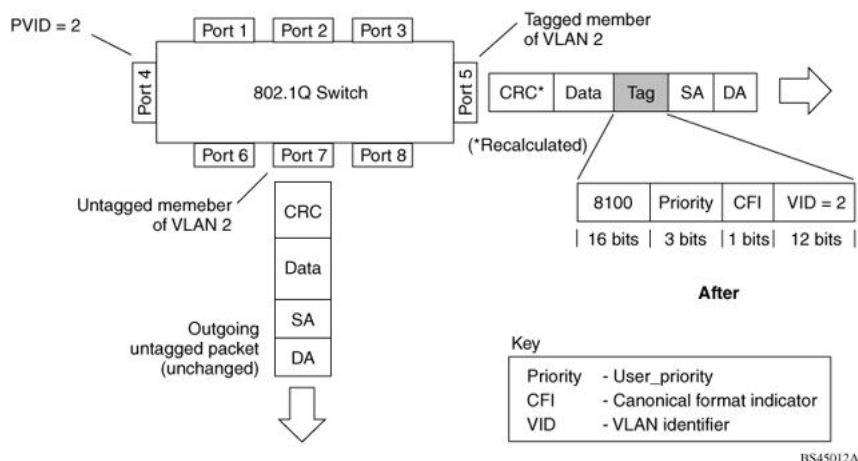 PVID = 2
Port 1
Port 2
Port 3
Tagged member
of VLAN 2
Port 4
802.1Q Switch
Port 5
CRC*
Data
Tag
SA
DA
(*Recalculated)
Port 6
Port 7
Port 8
Untagged memeber
of VLAN 2
CRC
Data
SA
DA
8100
Priority
CFI
VID = 2
16 bits
3 bits
1 bits
12 bits
After
Outgoing
untagged packet
(unchanged)
Key
Priority - User_priority
CFI - Canonical format indicator
VID - VLAN identifier
BS45012A